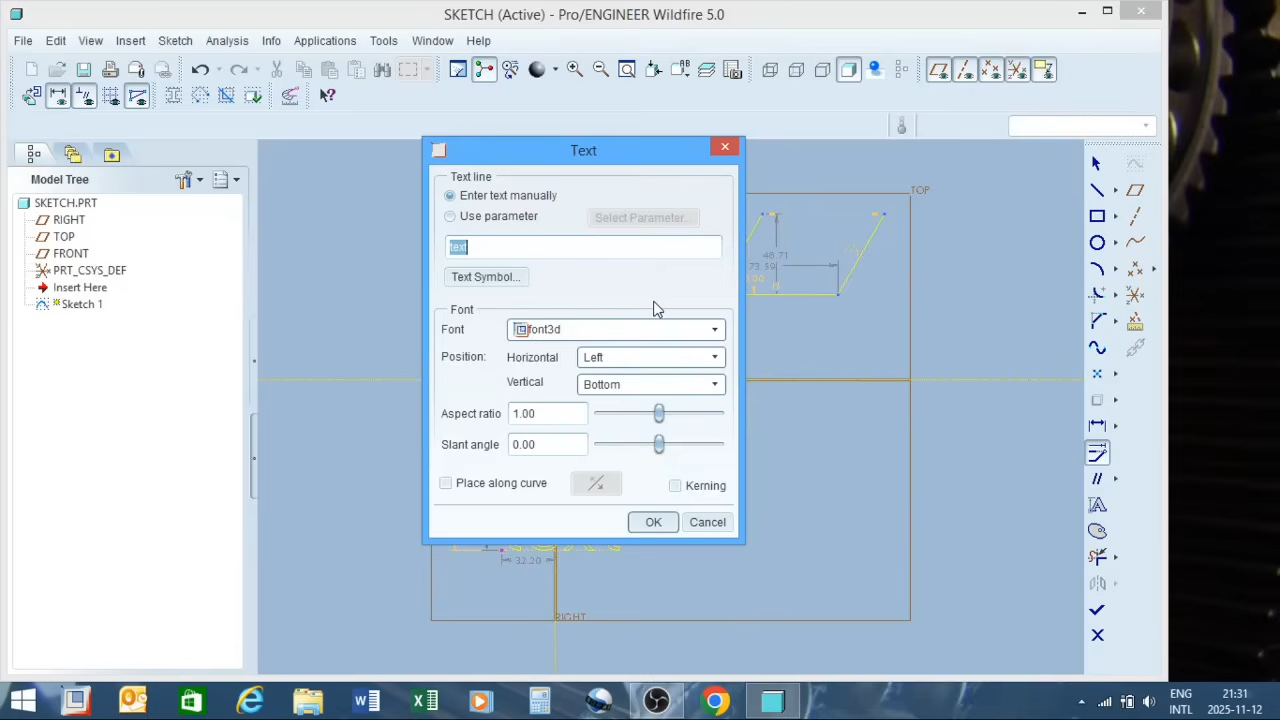 SKETCH (Active) - Pro/ENGINEER Wildfire 5.0
File Edit View Insert Sketch Analysis Info Applications Tools Window Help
Model Tree
SKETCH.PRT
RIGHT
TOP
FRONT
PRT_CSYS_DEF
Insert Here
Sketch 1
TOP
48.71
73.59
32.20
RIGHT
Text
Text line
Enter text manually
Use parameter
Select Parameter...
text
Text Symbol...
Font
Font font3d
Position: Horizontal Left
Vertical Bottom
Aspect ratio 1.00
Slant angle 0.00
Place along curve
Kerning
OK Cancel
ENG
INTL
21:31
2025-11-12